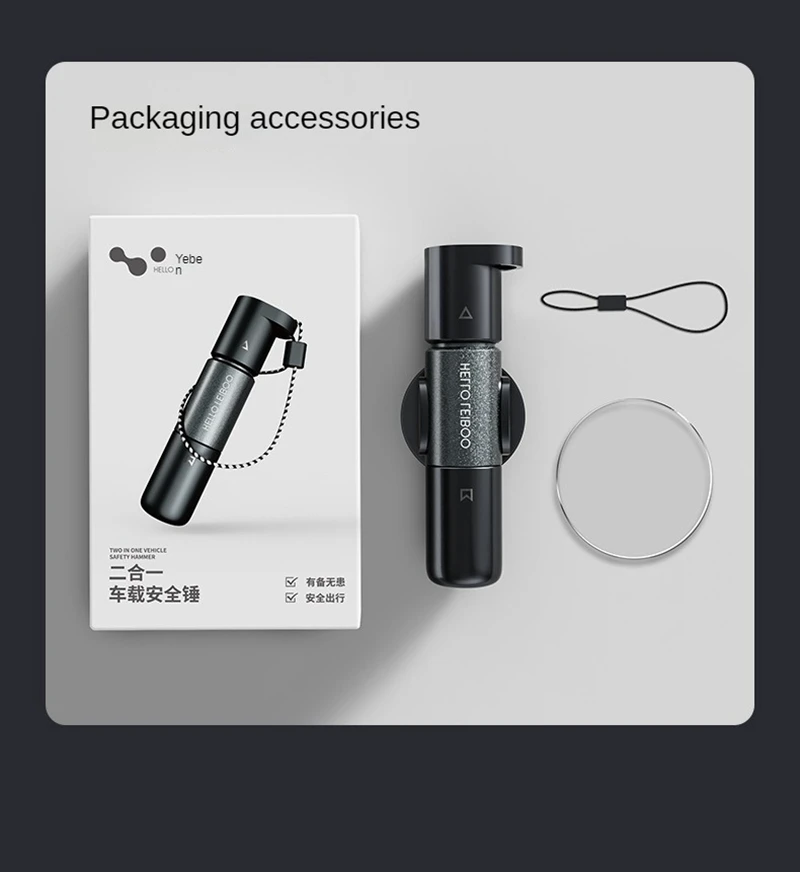 Packaging accessories
Yebe
HELLO n
HELLO LEIBOO
TWO IN ONE VEHICLE
SAFETY HAMMER
二合一
车载安全锤
有备无患
安全出行
HELLO LEIBOO